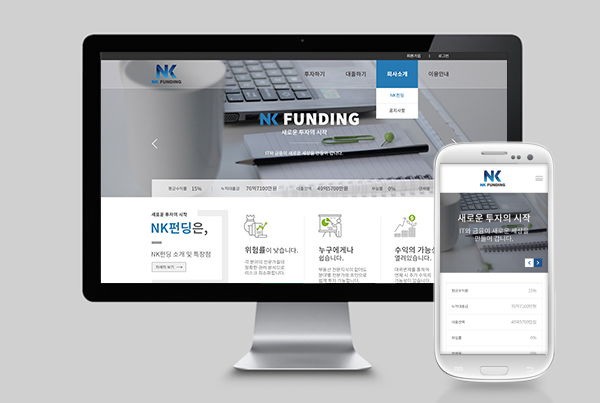 회원가입 | 로그인
NK
NK FUNDING
투자하기 대출하기 회사소개 이용안내
NK펀딩
공지사항
NK FUNDING
새로운 투자의 시작
IT와 금융이 새로운 세상을 만들어 갑니다.
평균수익률 15% 누적대출금 76억7100만원 대출잔액 49억5700만원 부실률 0% 연체율
새로운 투자의 시작
NK펀딩은,
NK펀딩 소개 및 특장점
자세히 보기
위험률이 낮습니다.
누구에게나
쉽습니다.
수익의 가능성
열려있습니다.
NK
NK FUNDING
새로운 투자의 시작
IT와 금융이 새로운 세상을
만들어 갑니다.
평균수익률 15%
누적대출금 76억7100만원
대출잔액 49억5700만원
부실률 0%